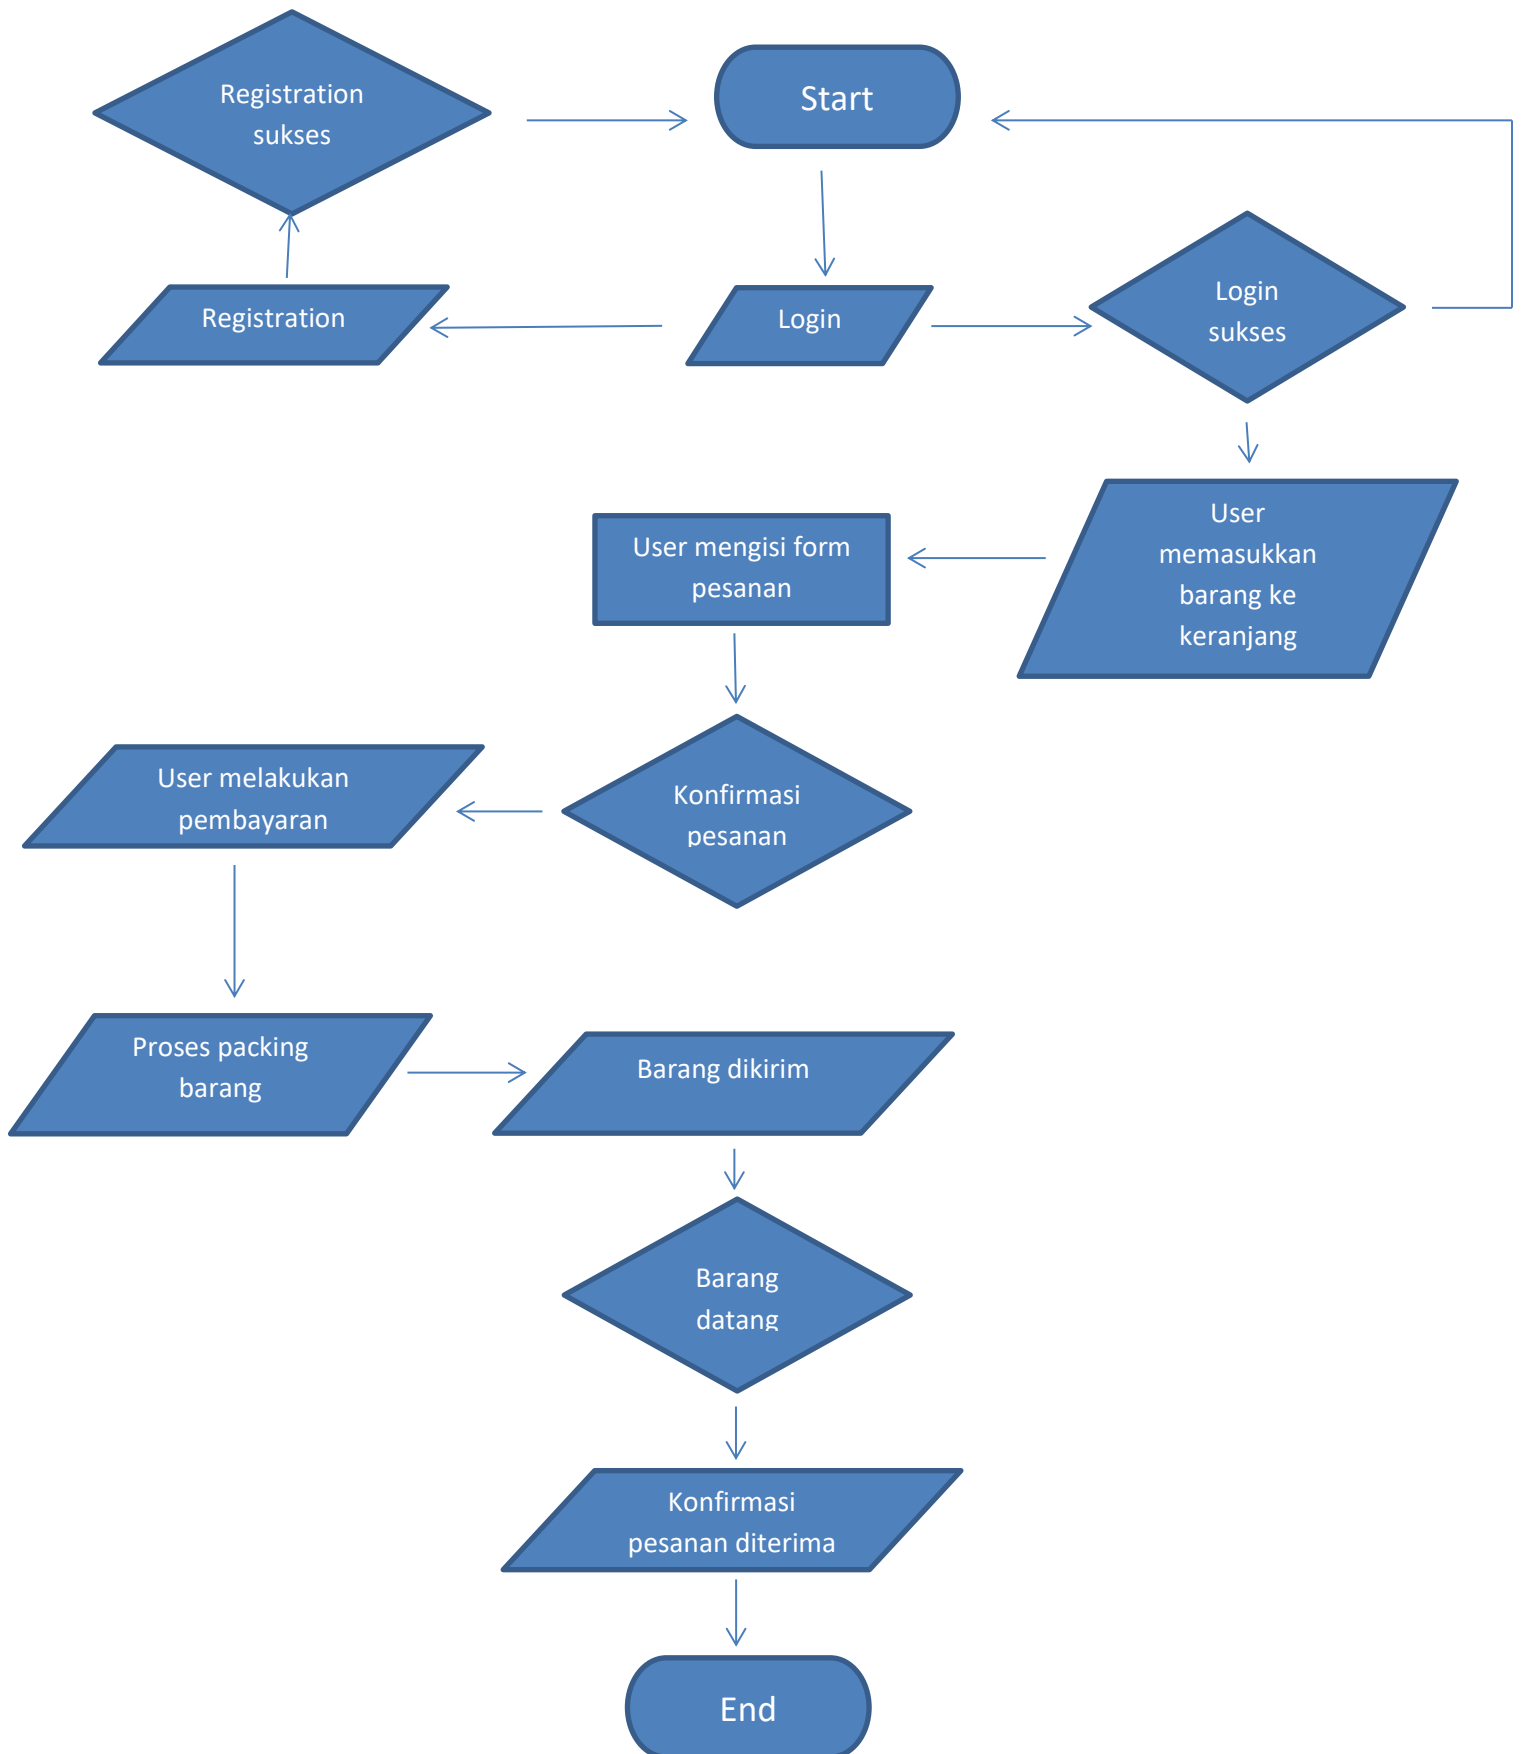 Registration
sukses
Start
Registration
Login
Login
sukses
User
memasukkan
barang ke
keranjang
User mengisi form
pesanan
Konfirmasi
pesanan
User melakukan
pembayaran
Proses packing
barang
Barang dikirim
Barang
datang
Konfirmasi
pesanan diterima
End